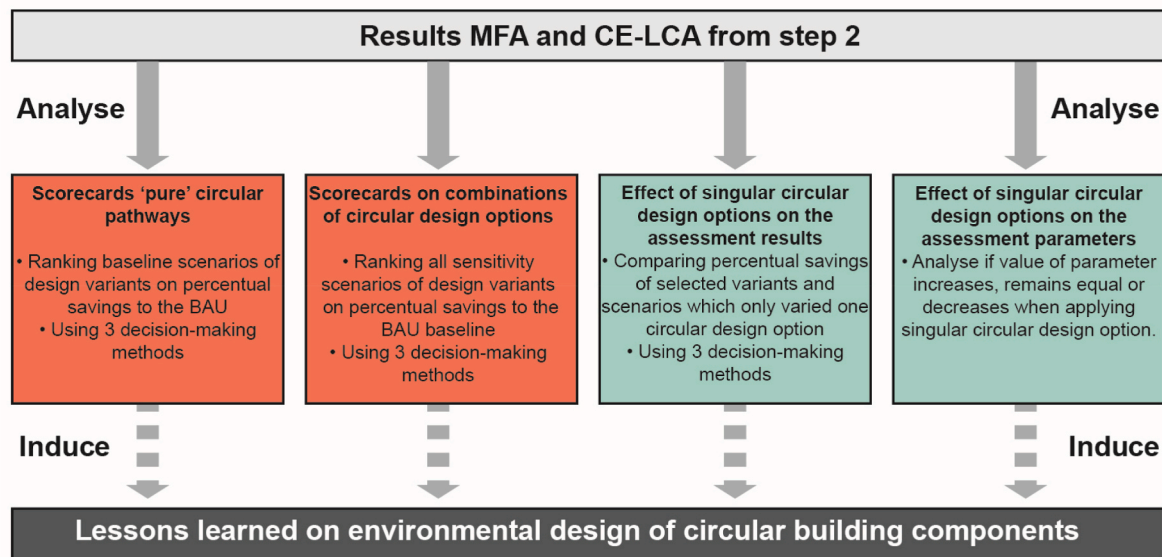 Results MFA and CE-LCA from step 2
Analyse
Analyse
Scorecards ‘pure’ circular
pathways
• Ranking baseline scenarios of
design variants on percentual
savings to the BAU
• Using 3 decision-making
methods
Scorecards on combinations
of circular design options
• Ranking all sensitivity
scenarios of design variants
on percentual savings to the
BAU baseline
• Using 3 decision-making
methods
Effect of singular circular
design options on the
assessment results
• Comparing percentual savings
of selected variants and
scenarios which only varied one
circular design option
• Using 3 decision-making
methods
Effect of singular circular
design options on the
assessment parameters
• Analyse if value of parameter
increases, remains equal or
decreases when applying
singular circular design option.
Induce
Induce
Lessons learned on environmental design of circular building components